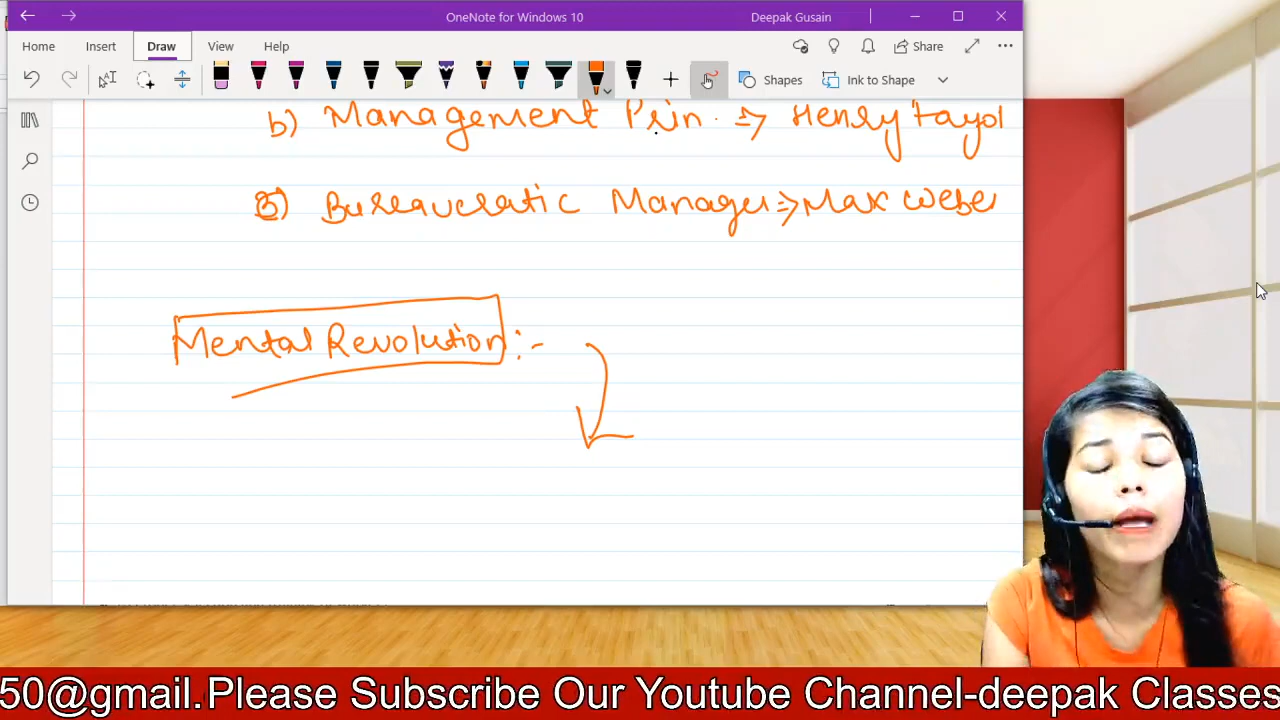 OneNote for Windows 10
Deepak Gusain
Home Insert Draw View Help Share
Shapes Ink to Shape
b) Management Prin. => Henry Fayol
3) Bureaucratic Manager => Max Weber
Mental Revolution :-
50@gmail.Please Subscribe Our Youtube Channel-deepak Classes